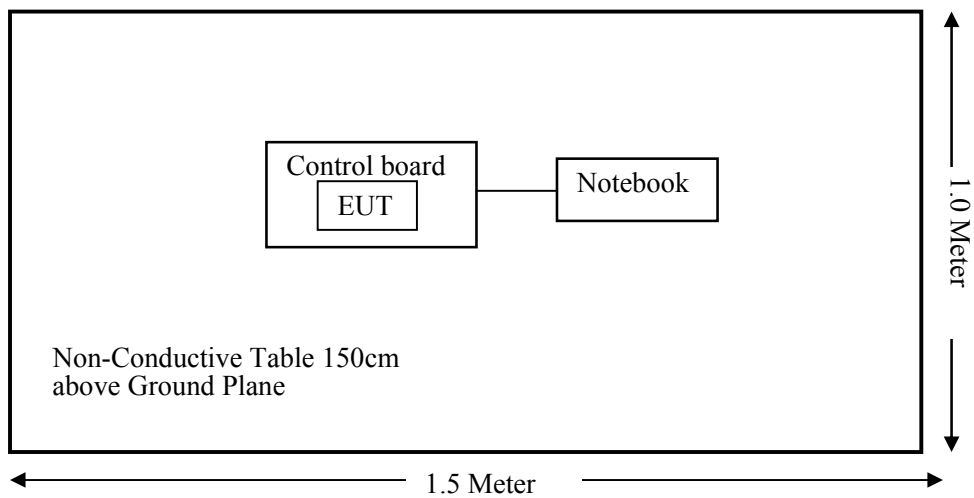 Control board
EUT
Notebook
1.0 Meter
Non-Conductive Table 150cm
above Ground Plane
1.5 Meter